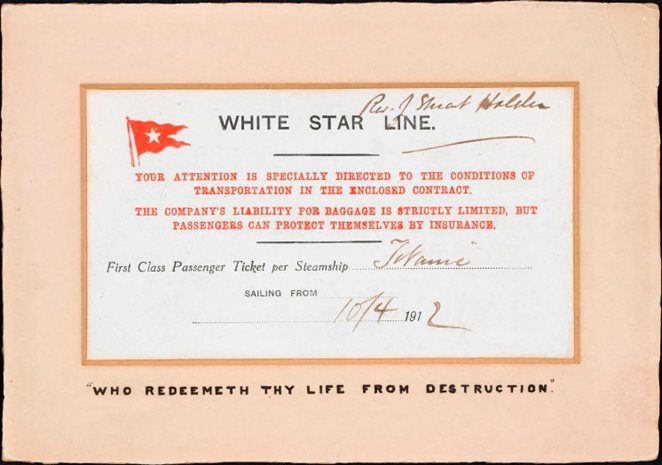 Rev. J Stuart Holden
WHITE STAR LINE.
YOUR ATTENTION IS SPECIALLY DIRECTED TO THE CONDITIONS OF
TRANSPORTATION IN THE ENCLOSED CONTRACT.
THE COMPANY'S LIABILITY FOR BAGGAGE IS STRICTLY LIMITED, BUT
PASSENGERS CAN PROTECT THEMSELVES BY INSURANCE.
First Class Passenger Ticket per Steamship Titanic
SAILING FROM
10/4 1912
"WHO REDEEMETH THY LIFE FROM DESTRUCTION."